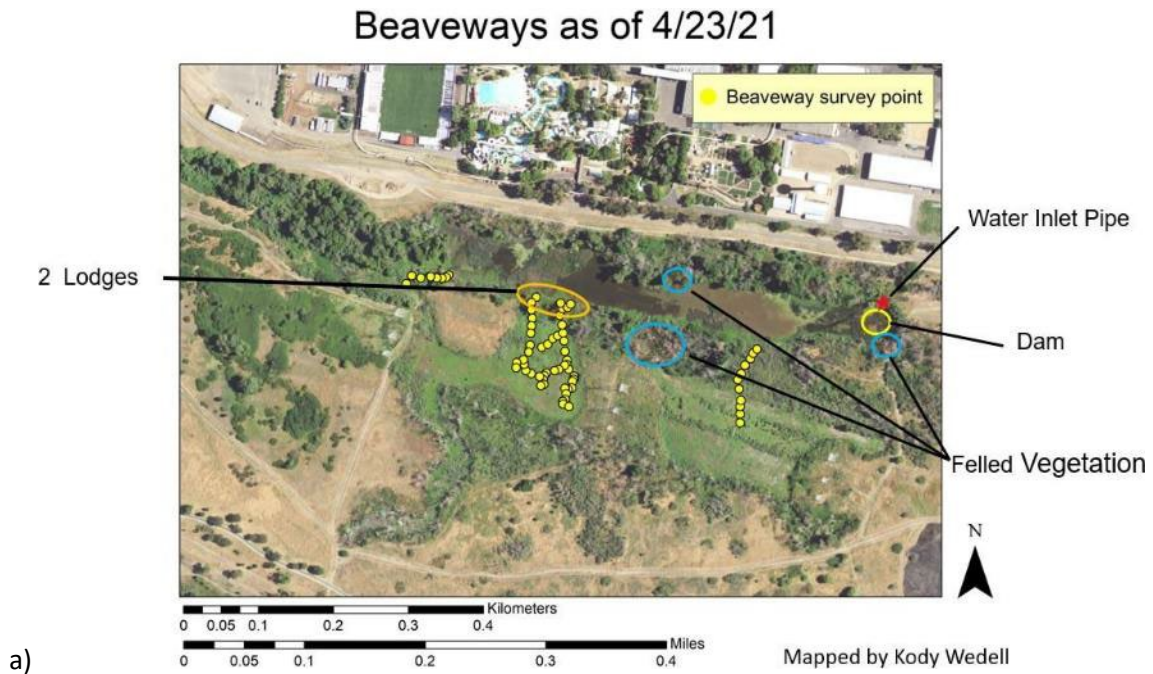 Beaveways as of 4/23/21
Beaveway survey point
Water Inlet Pipe
2 Lodges
Dam
Felled Vegetation
N
Kilometers
0 0.05 0.1 0.2 0.3 0.4
Miles
0 0.05 0.1 0.2 0.3 0.4
a)
Mapped by Kody Wedell